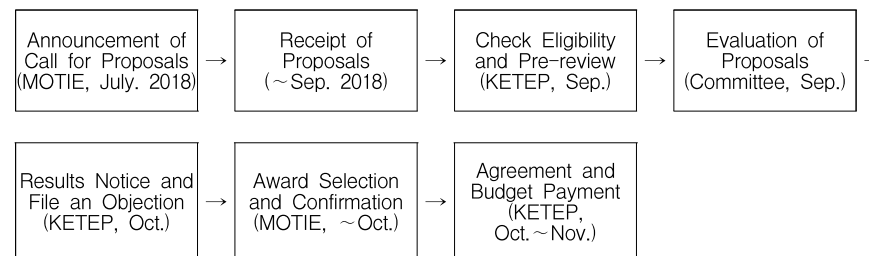 Announcement of
Call for Proposals
(MOTIE, July. 2018)
→
Receipt of
Proposals
(~Sep. 2018)
→
Check Eligibility
and Pre-review
(KETEP, Sep.)
→
Evaluation of
Proposals
(Committee, Sep.)
Results Notice and
File an Objection
(KETEP, Oct.)
→
Award Selection
and Confirmation
(MOTIE, ~Oct.)
→
Agreement and
Budget Payment
(KETEP,
Oct.~Nov.)